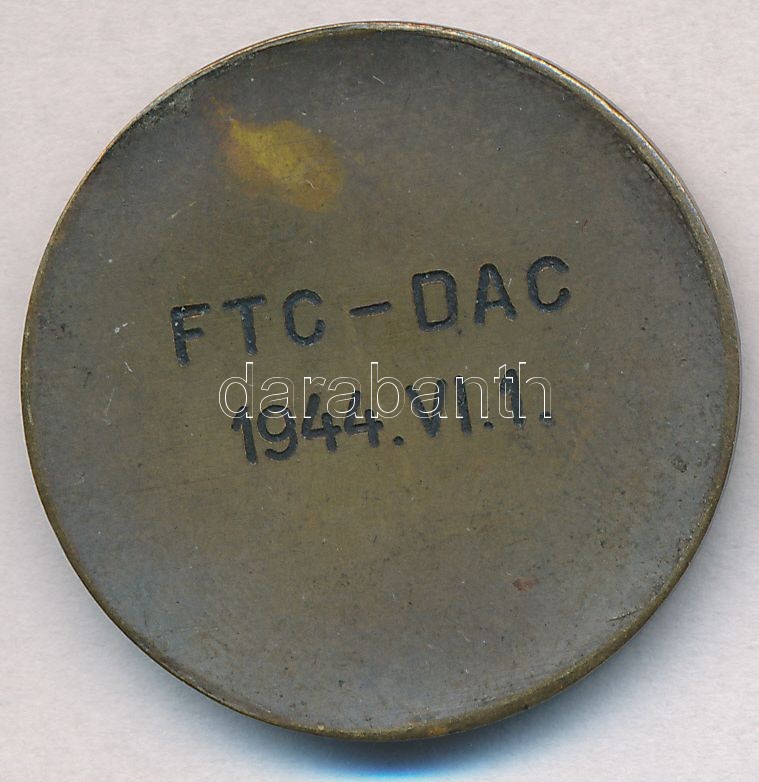 FTC - DAC
darabanth
1944.VI.1.